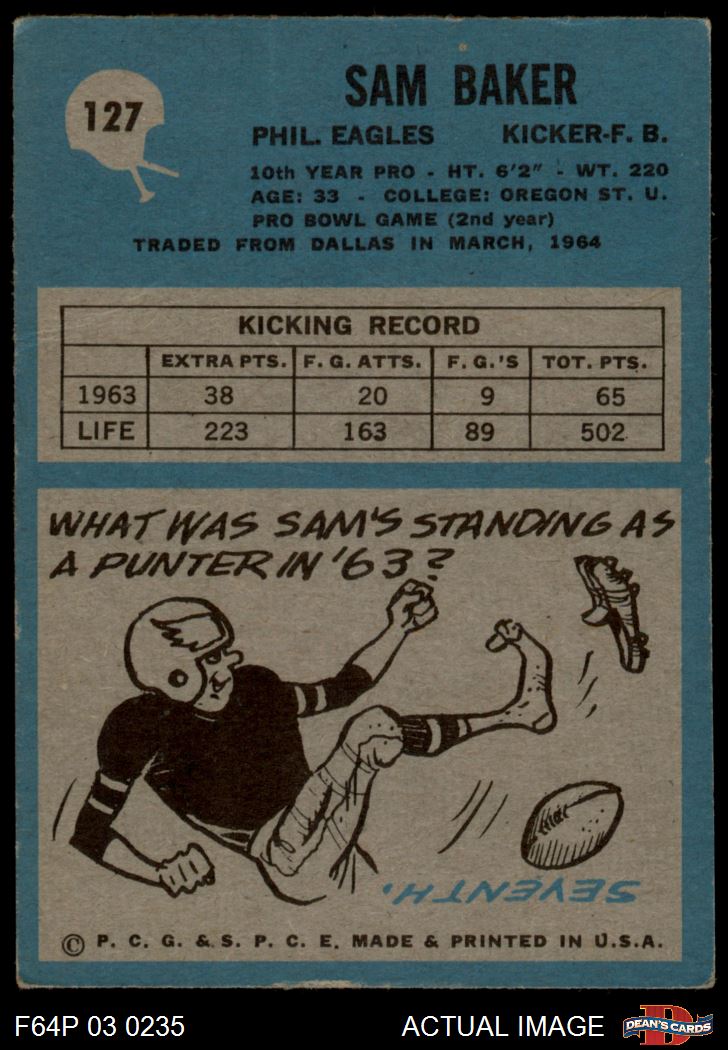 127
SAM BAKER
PHIL. EAGLES KICKER-F. B.
10th YEAR PRO - HT. 6'2" - WT. 220
AGE: 33 - COLLEGE: OREGON ST. U.
PRO BOWL GAME (2nd year)
TRADED FROM DALLAS IN MARCH, 1964
KICKING RECORD
EXTRA PTS. F. G. ATTS. F. G.'S TOT. PTS.
1963 38 20 9 65
LIFE 223 163 89 502
WHAT WAS SAM'S STANDING AS
A PUNTER IN '63?
SEVENTH.
© P. C. G. & S. P. C. E. MADE & PRINTED IN U.S.A.
F64P 03 0235 ACTUAL IMAGE D DEAN'S CARDS